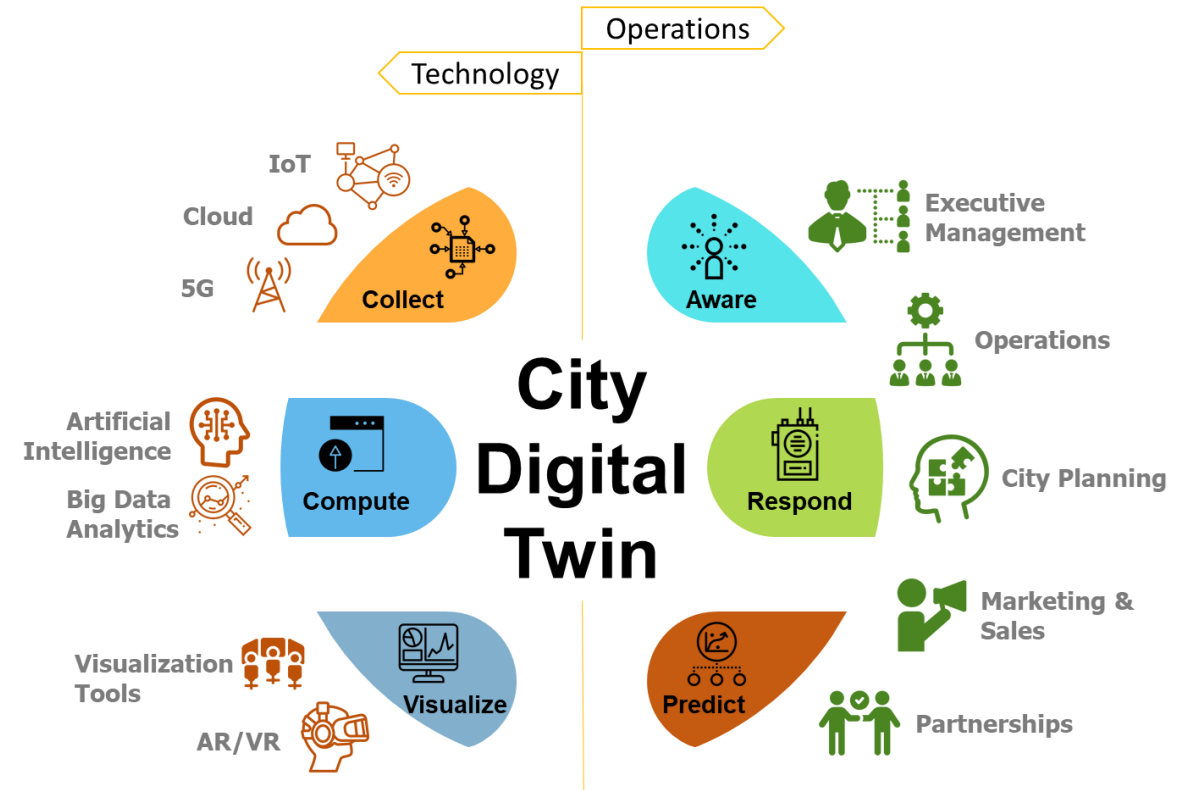 Operations
Technology
IoT
Cloud
5G
Collect
Artificial
Intelligence
Big Data
Analytics
Compute
Visualization
Tools
AR/VR
Visualize
City
Digital
Twin
Aware
Executive
Management
Operations
Respond
City Planning
Predict
Marketing &
Sales
Partnerships